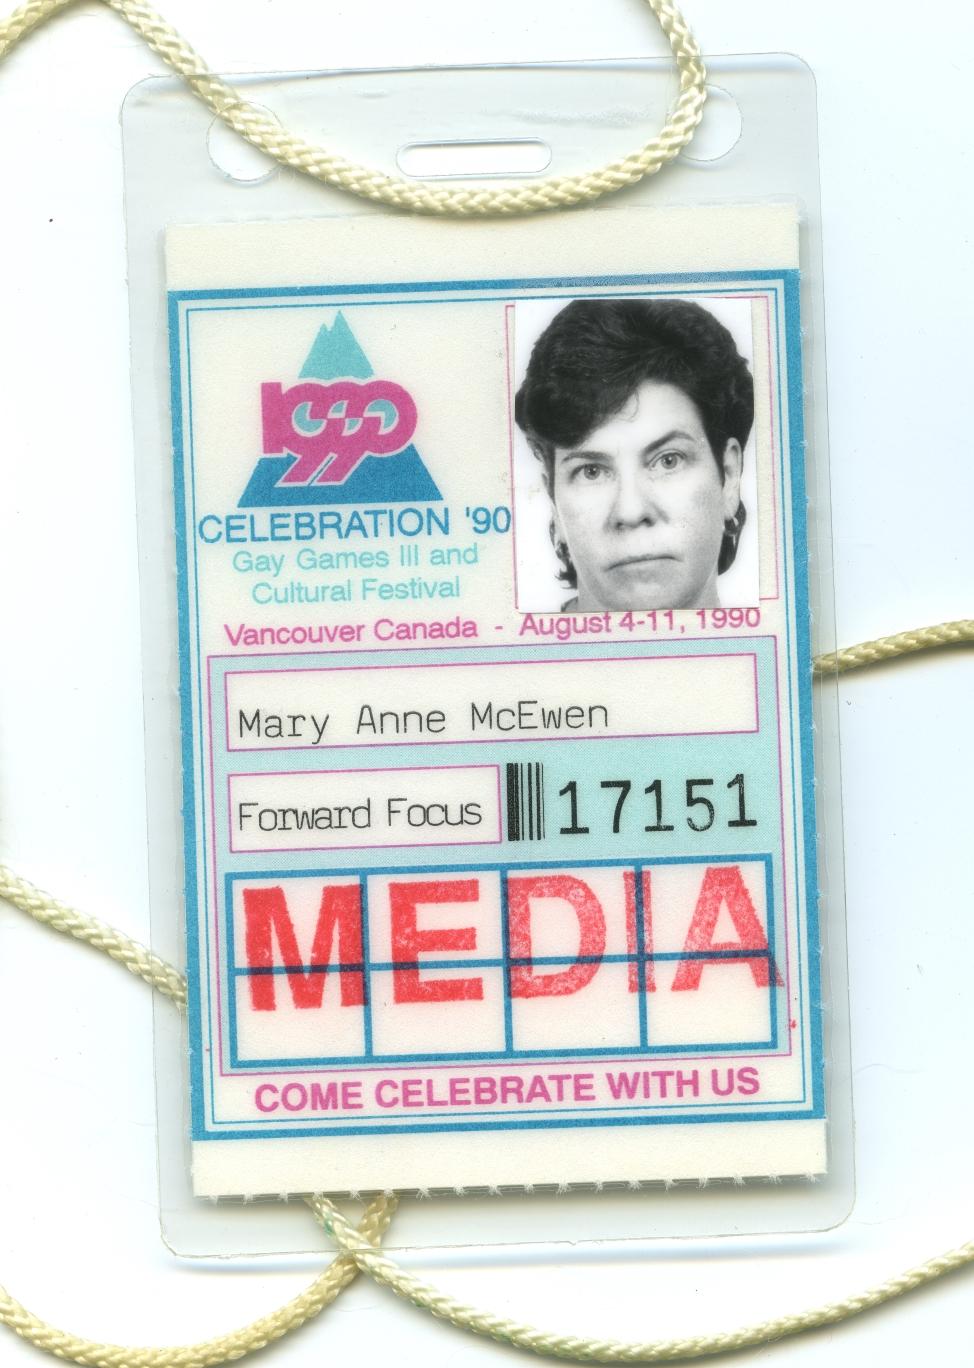 1990
CELEBRATION '90
Gay Games III and
Cultural Festival
Vancouver Canada - August 4-11, 1990
Mary Anne McEwen
Forward Focus
17151
MEDIA
COME CELEBRATE WITH US